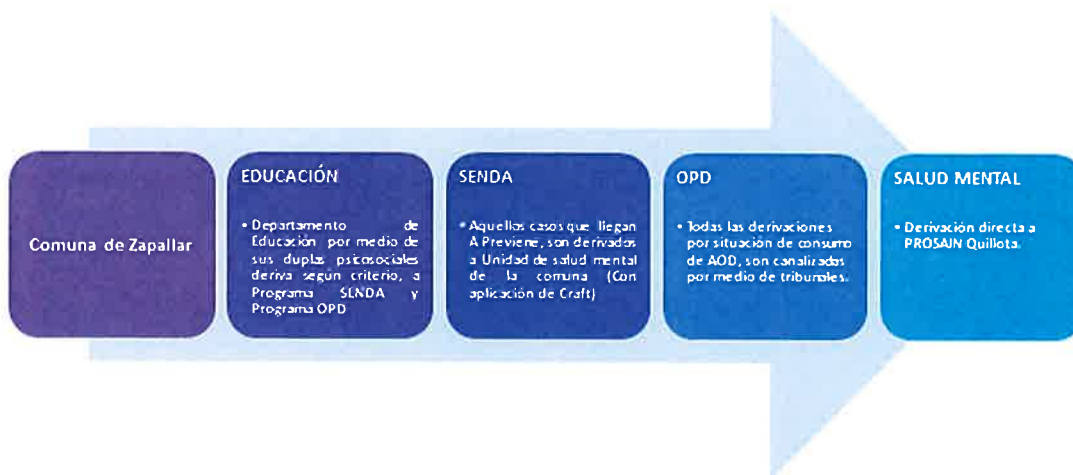 Comuna de Zapallar
EDUCACIÓN
• Departamento de
Educación por medio de
sus duplas psicosociales
deriva según criterio, a
Programa SENDA y
Programa OPD
SENDA
• Aquellos casos que llegan
A Previene, son derivados
a Unidad de salud mental
de la comuna (Con
aplicación de Craft)
OPD
• Todas las derivaciones
por situación de consumo
de AOD, son canalizadas
por medio de tribunales.
SALUD MENTAL
• Derivación directa a
PROSAIN Quillota.